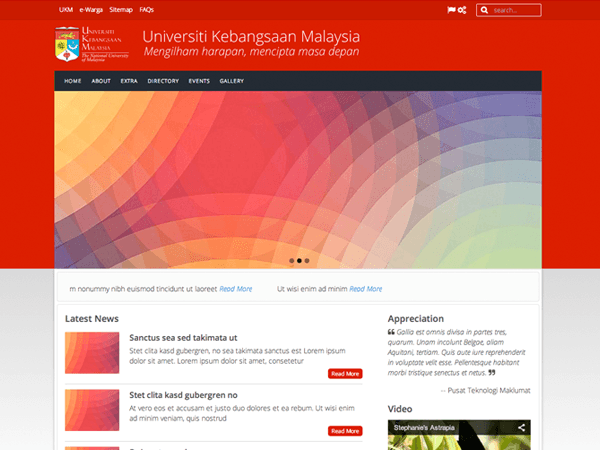 UKM e-Warga Sitemap FAQs
search...
UNIVERSITI
KEBANGSAAN
MALAYSIA
The National University
of Malaysia
Universiti Kebangsaan Malaysia
Mengilham harapan, mencipta masa depan
HOME ABOUT EXTRA DIRECTORY EVENTS GALLERY
m nonummy nibh euismod tincidunt ut laoreet Read More Ut wisi enim ad minim Read More
Latest News
Sanctus sea sed takimata ut
Stet clita kasd gubergren, no sea takimata sanctus est Lorem ipsum
dolor sit amet. Lorem ipsum dolor sit amet, consetetur
Read More
Stet clita kasd gubergren no
At vero eos et accusam et justo duo dolores et ea rebum. Ut wisi enim
ad minim veniam, quis nostrud
Read More
Appreciation
Gallia est omnis divisa in partes tres,
quarum. Unam incolunt Belgae, aliam
Aquitani, tertiam. Quis aute iure reprehenderit
in voluptate velit esse. Pellentesque habitant
morbi tristique senectus et netus.
-- Pusat Teknologi Maklumat
Video
Stephanie's Astrapia